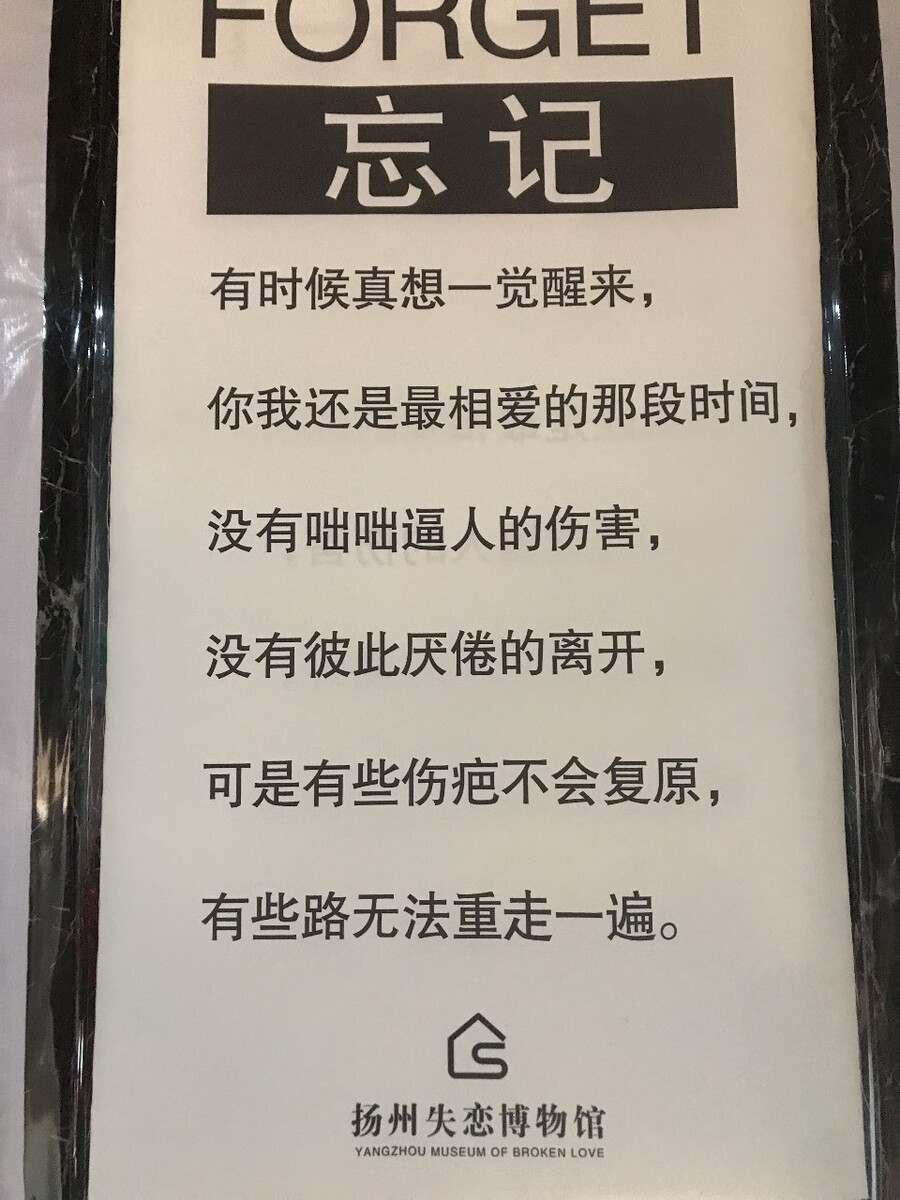 FORGET
忘记
有时候真想一觉醒来，
你我还是最相爱的那段时间，
没有咄咄逼人的伤害，
没有彼此厌倦的离开，
可是有些伤疤不会复原，
有些路无法重走一遍。
扬州失恋博物馆
YANGZHOU MUSEUM OF BROKEN LOVE